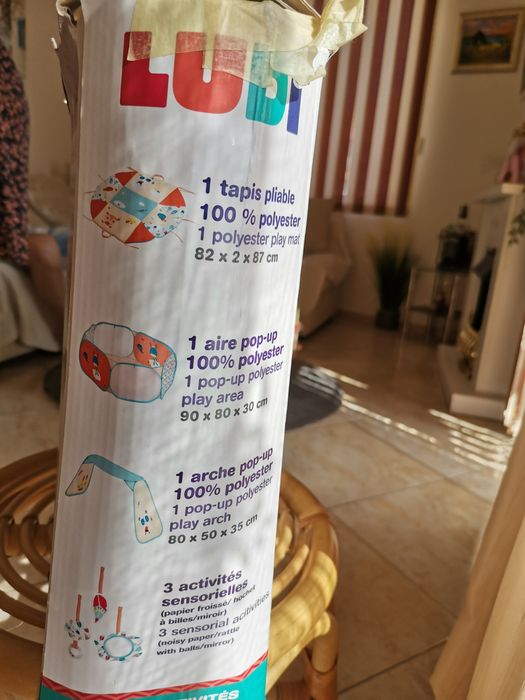 LUDI
1 tapis pliable
100 % polyester
1 polyester play mat
82 x 2 x 87 cm
1 aire pop-up
100% polyester
1 pop-up polyester
play area
90 x 80 x 30 cm
1 arche pop-up
100% polyester
1 pop-up polyester
play arch
80 x 50 x 35 cm
3 activités
sensorielles
(papier froissé/ hochet
à billes/miroir)
3 sensorial acitivities
(noisy paper/rattle
with balls/mirror)
ACTIVITÉS